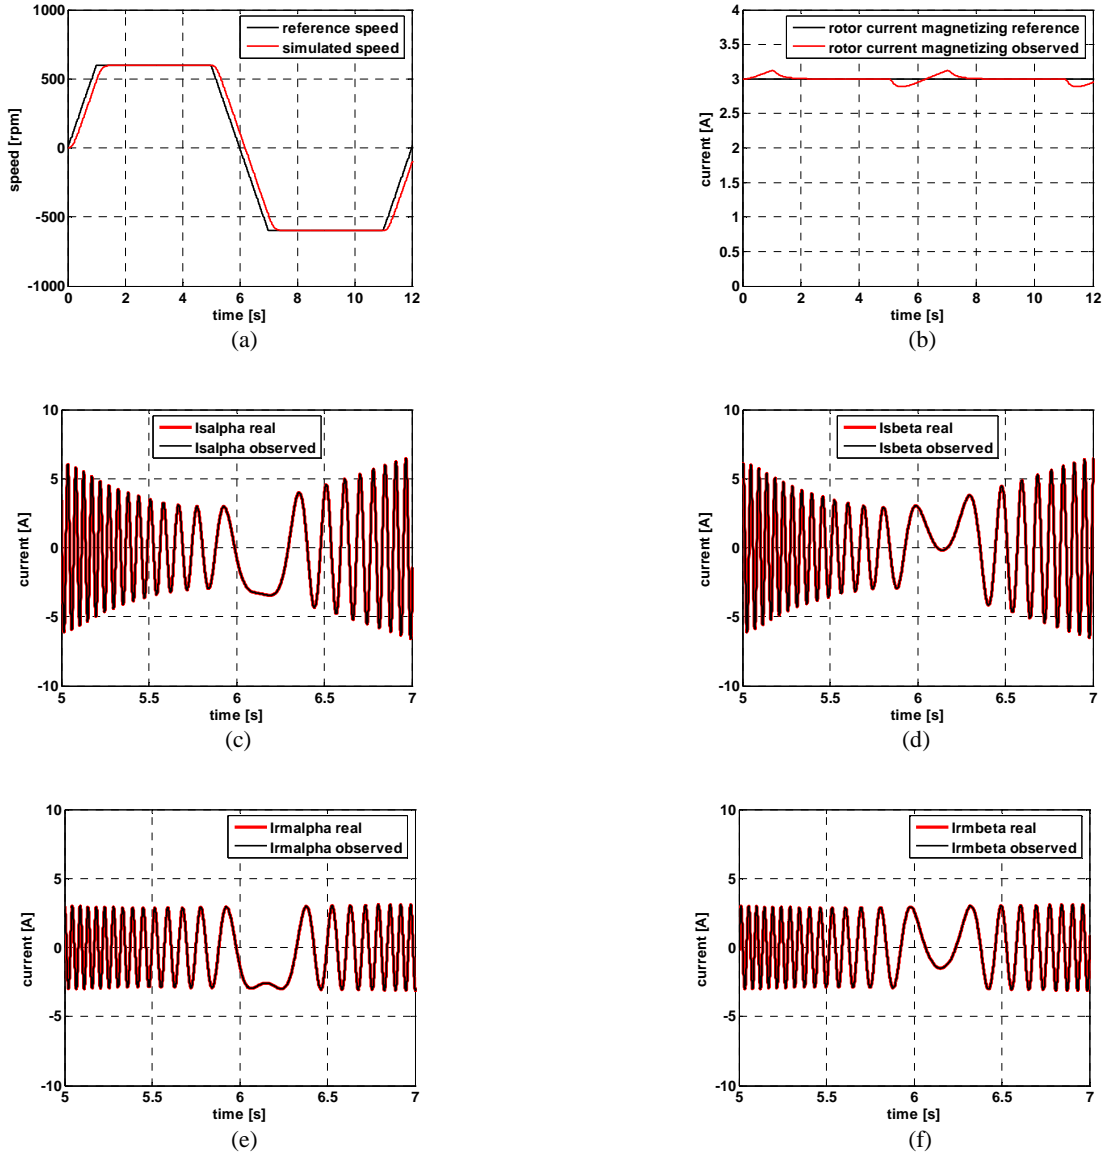 1000
500
0
-500
-1000
speed [rpm]
reference speed
simulated speed
0 2 4 6 8 10 12
time [s]
(a)
4
3.5
3
2.5
2
1.5
1
0.5
0
current [A]
rotor current magnetizing reference
rotor current magnetizing observed
0 2 4 6 8 10 12
time [s]
(b)
10
5
0
-5
-10
current [A]
Isalpha real
Isalpha observed
5 5.5 6 6.5 7
time [s]
(c)
10
5
0
-5
-10
current [A]
Isbeta real
Isbeta observed
5 5.5 6 6.5 7
time [s]
(d)
10
5
0
-5
-10
current [A]
Irmalpha real
Irmalpha observed
5 5.5 6 6.5 7
time [s]
(e)
10
5
0
-5
-10
current [A]
Irmbeta real
Irmbeta observed
5 5.5 6 6.5 7
time [s]
(f)